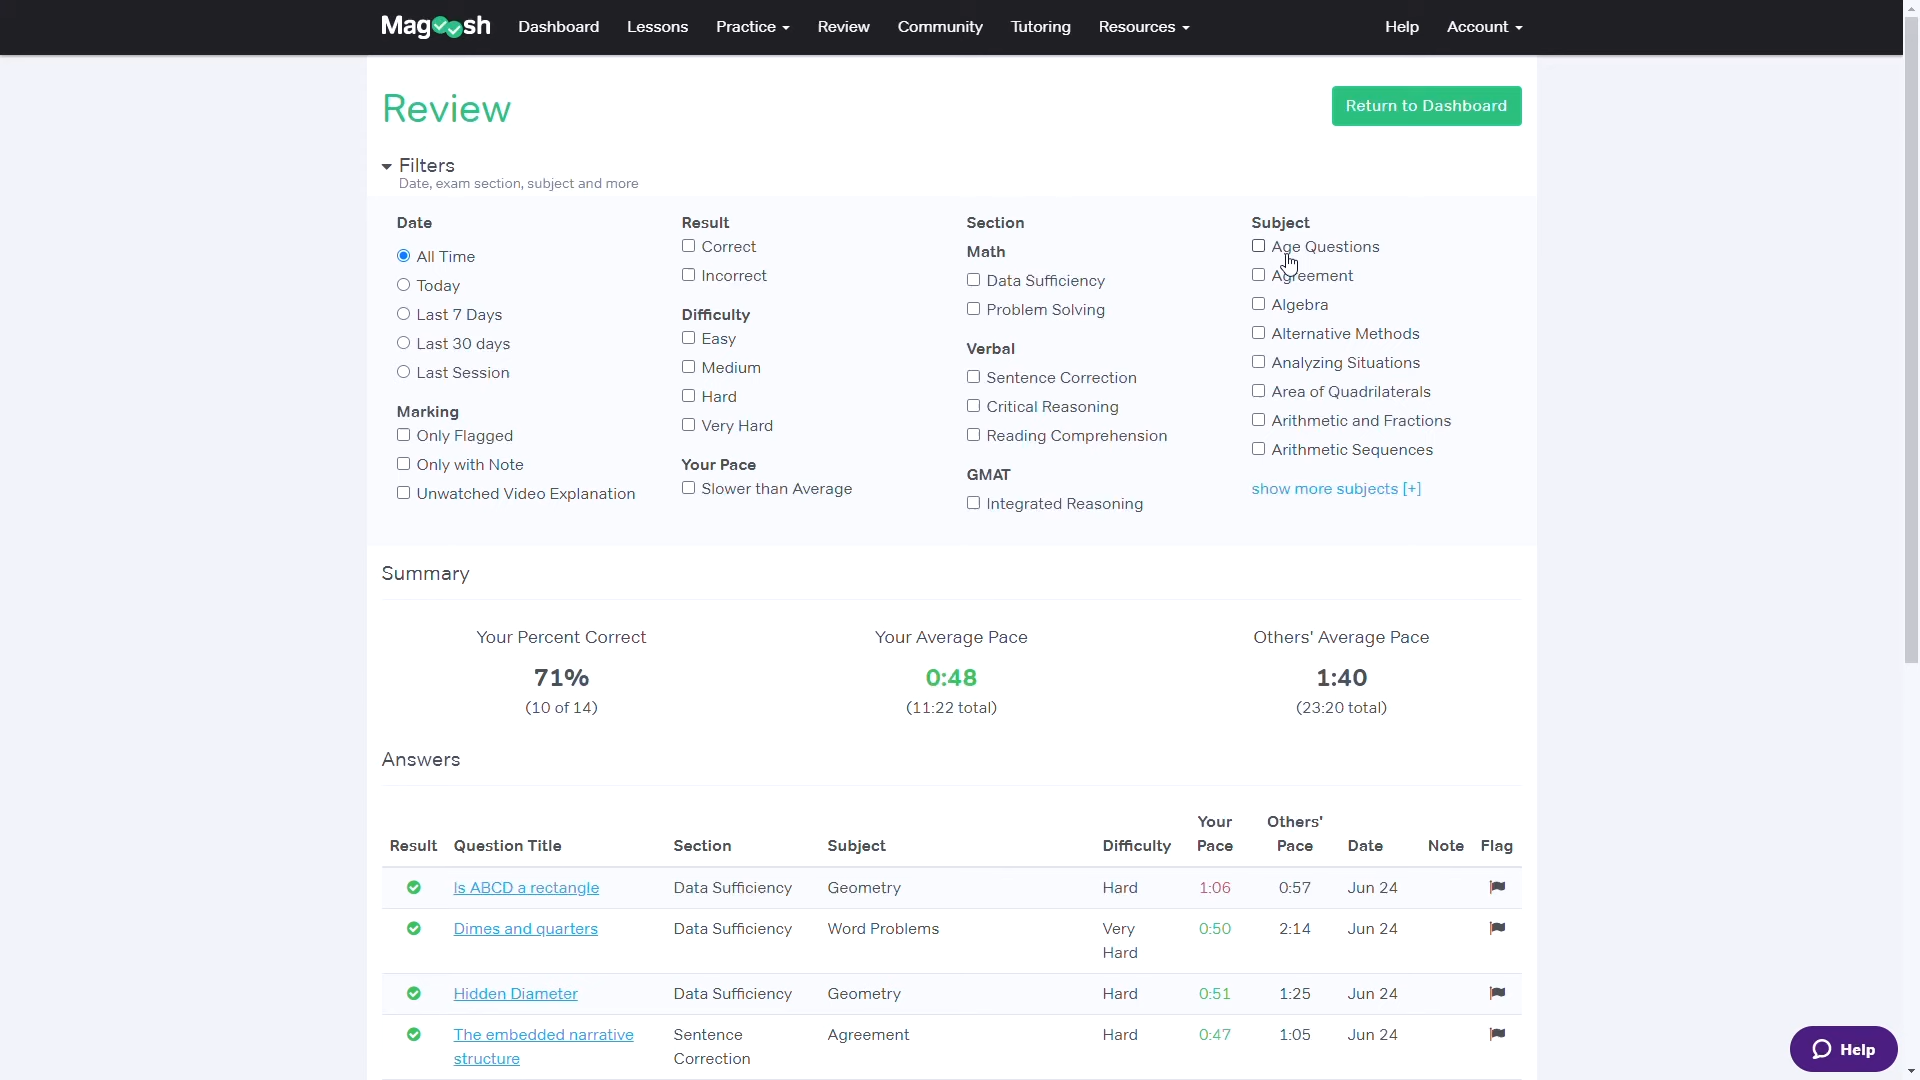 Magoosh Dashboard Lessons Practice Review Community Tutoring Resources Help Account
Review
Return to Dashboard
Filters
Date, exam section, subject and more
Date
All Time
Today
Last 7 Days
Last 30 days
Last Session
Marking
Only Flagged
Only with Note
Unwatched Video Explanation
Result
Correct
Incorrect
Difficulty
Easy
Medium
Hard
Very Hard
Your Pace
Slower than Average
Section
Math
Data Sufficiency
Problem Solving
Verbal
Sentence Correction
Critical Reasoning
Reading Comprehension
GMAT
Integrated Reasoning
Subject
Age Questions
Agreement
Algebra
Alternative Methods
Analyzing Situations
Area of Quadrilaterals
Arithmetic and Fractions
Arithmetic Sequences
show more subjects [+]
Summary
Your Percent Correct
71%
(10 of 14)
Your Average Pace
0:48
(11:22 total)
Others' Average Pace
1:40
(23:20 total)
Answers
Your Others'
Result Question Title Section Subject Difficulty Pace Pace Date Note Flag
Is ABCD a rectangle Data Sufficiency Geometry Hard 1:06 0:57 Jun 24
Dimes and quarters Data Sufficiency Word Problems Very 0:50 2:14 Jun 24
Hard
Hidden Diameter Data Sufficiency Geometry Hard 0:51 1:25 Jun 24
The embedded narrative Sentence Agreement Hard 0:47 1:05 Jun 24
structure Correction
Help